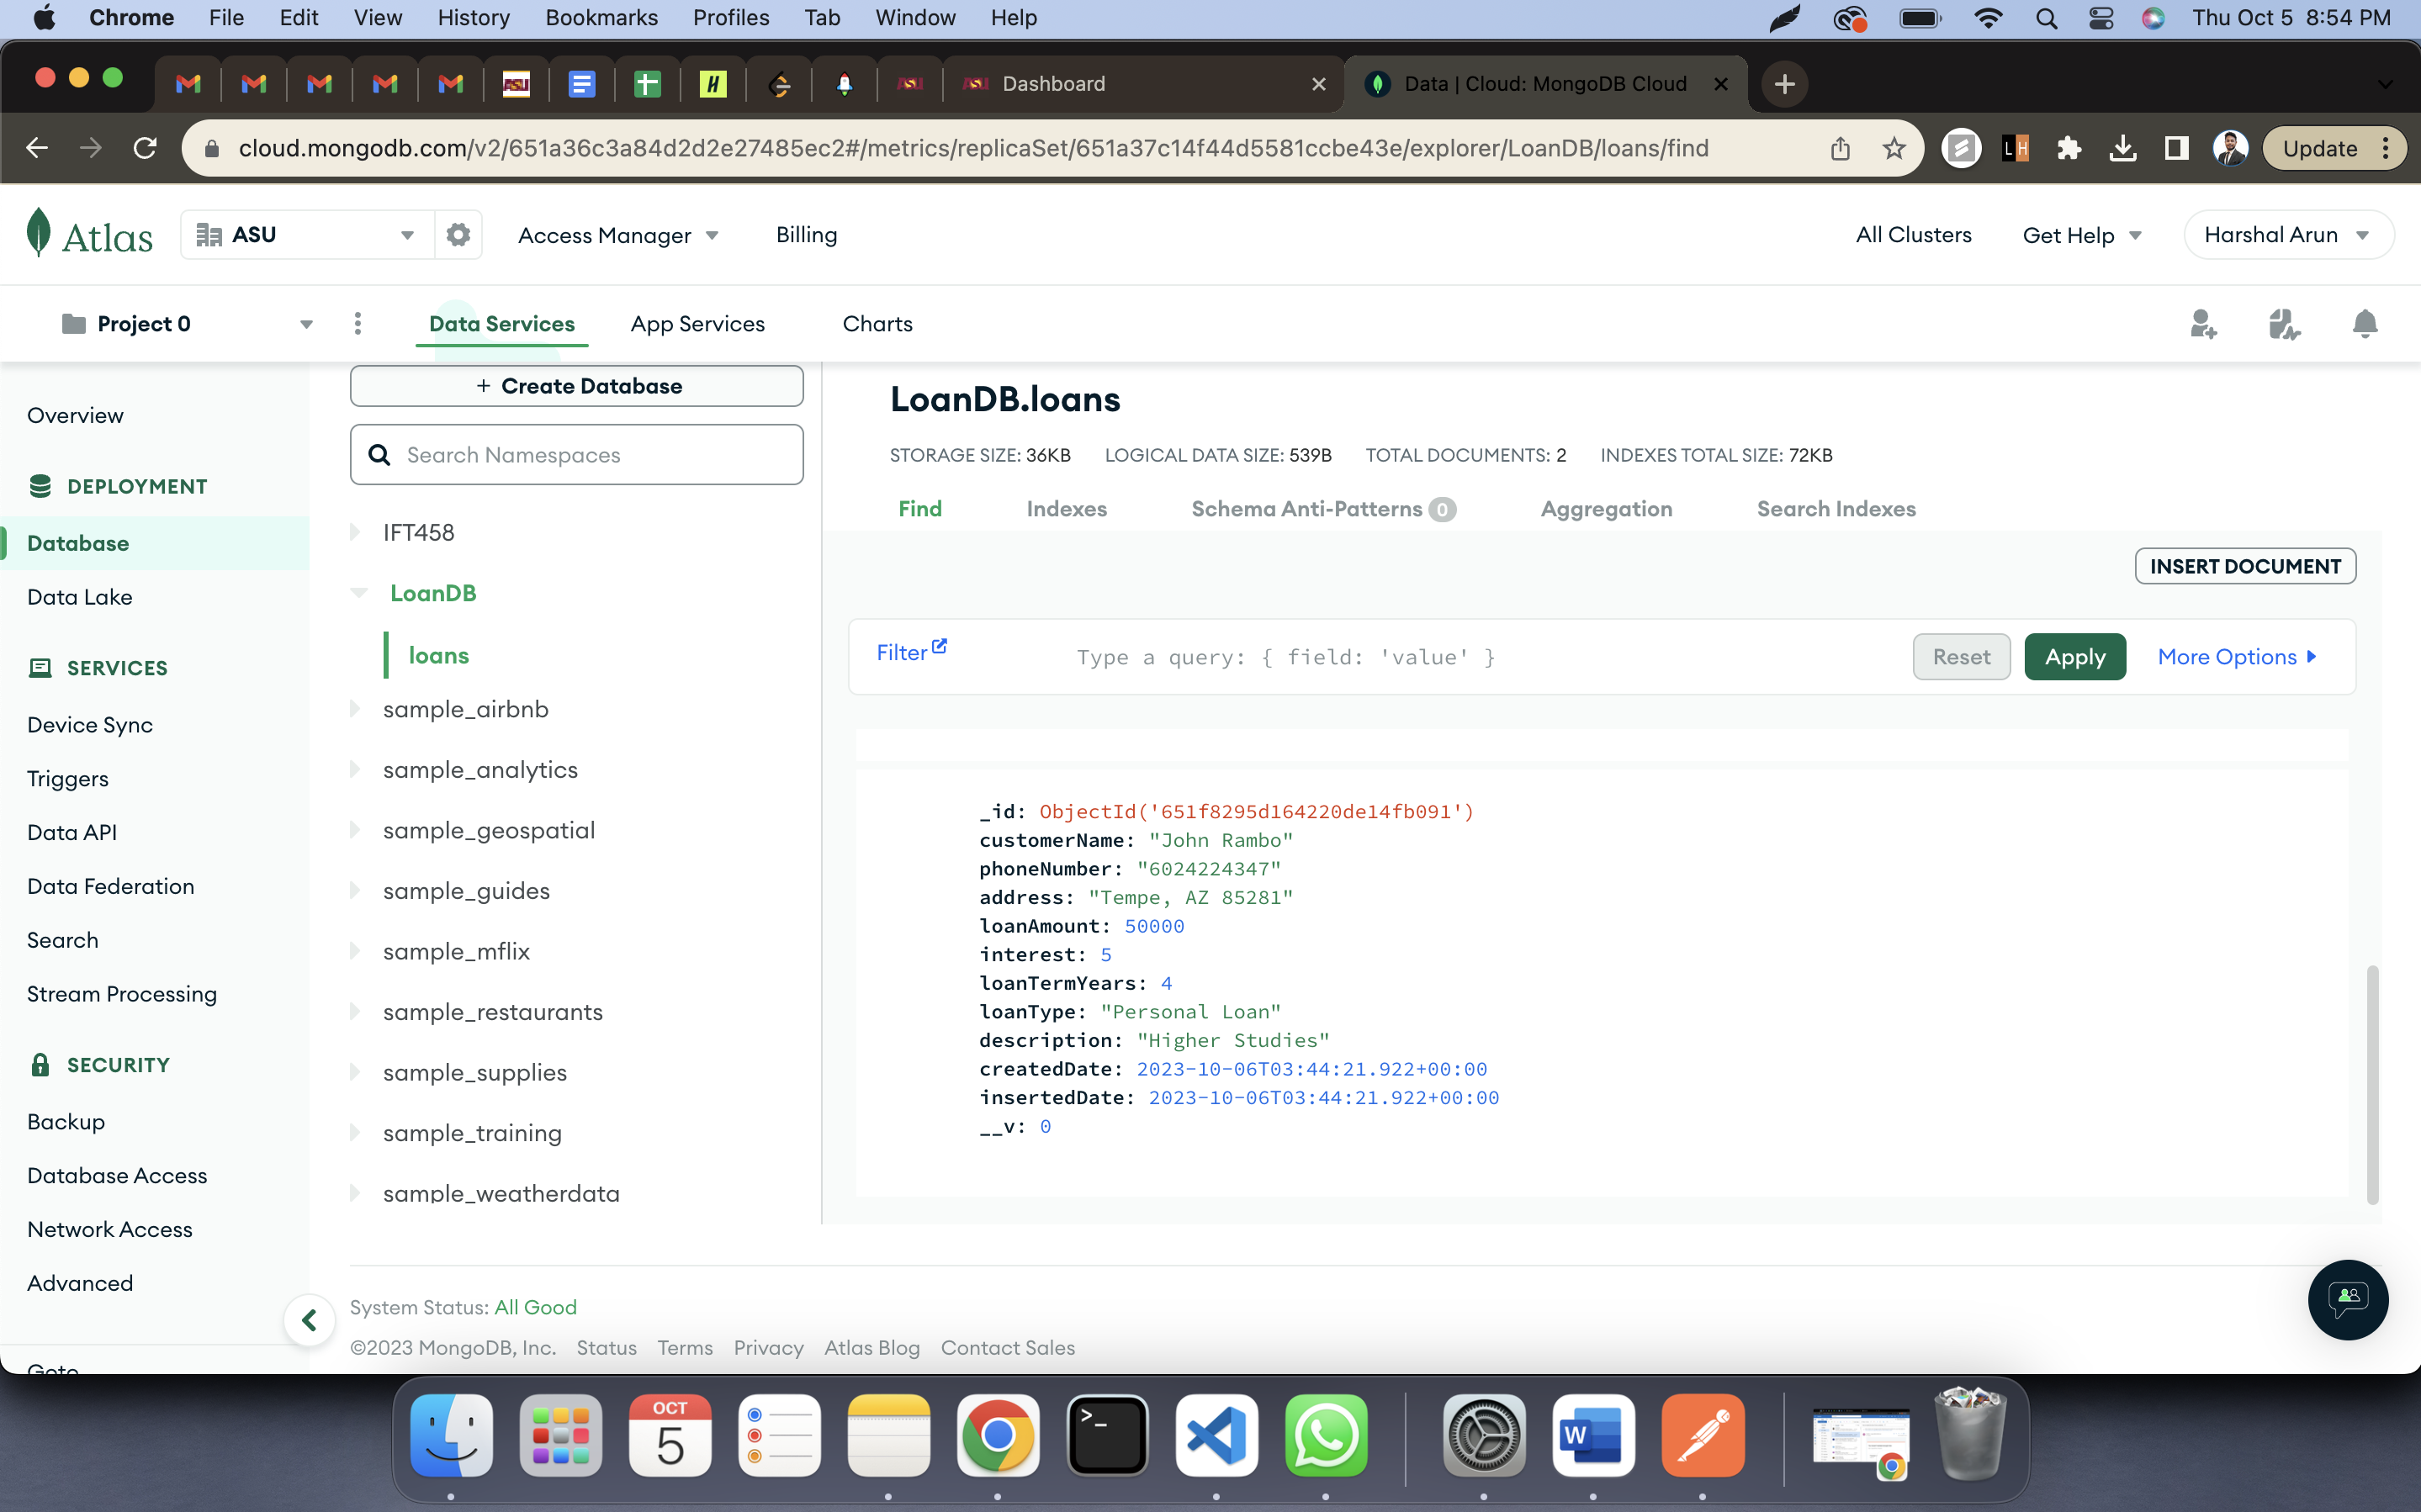 Chrome File Edit View History Bookmarks Profiles Tab Window Help Thu Oct 5 8:54 PM
ASU H ASU ASU Dashboard Data | Cloud: MongoDB Cloud
cloud.mongodb.com/v2/651a36c3a84d2d2e27485ec2#/metrics/replicaSet/651a37c14f44d5581ccbe43e/explorer/LoanDB/loans/find LH Update
Atlas ASU Access Manager Billing All Clusters Get Help Harshal Arun
Project 0 Data Services App Services Charts
Overview
DEPLOYMENT
Database
Data Lake
SERVICES
Device Sync
Triggers
Data API
Data Federation
Search
Stream Processing
SECURITY
Backup
Database Access
Network Access
Advanced
Goto
+ Create Database
Search Namespaces
IFT458
LoanDB
loans
sample_airbnb
sample_analytics
sample_geospatial
sample_guides
sample_mflix
sample_restaurants
sample_supplies
sample_training
sample_weatherdata
LoanDB.loans
STORAGE SIZE: 36KB LOGICAL DATA SIZE: 539B TOTAL DOCUMENTS: 2 INDEXES TOTAL SIZE: 72KB
Find Indexes Schema Anti-Patterns 0 Aggregation Search Indexes
INSERT DOCUMENT
Filter Type a query: { field: 'value' } Reset Apply More Options
_id: ObjectId('651f8295d164220de14fb091')
customerName: "John Rambo"
phoneNumber: "6024224347"
address: "Tempe, AZ 85281"
loanAmount: 50000
interest: 5
loanTermYears: 4
loanType: "Personal Loan"
description: "Higher Studies"
createdDate: 2023-10-06T03:44:21.922+00:00
insertedDate: 2023-10-06T03:44:21.922+00:00
__v: 0
System Status: All Good
©2023 MongoDB, Inc. Status Terms Privacy Atlas Blog Contact Sales
OCT
5
>_
W